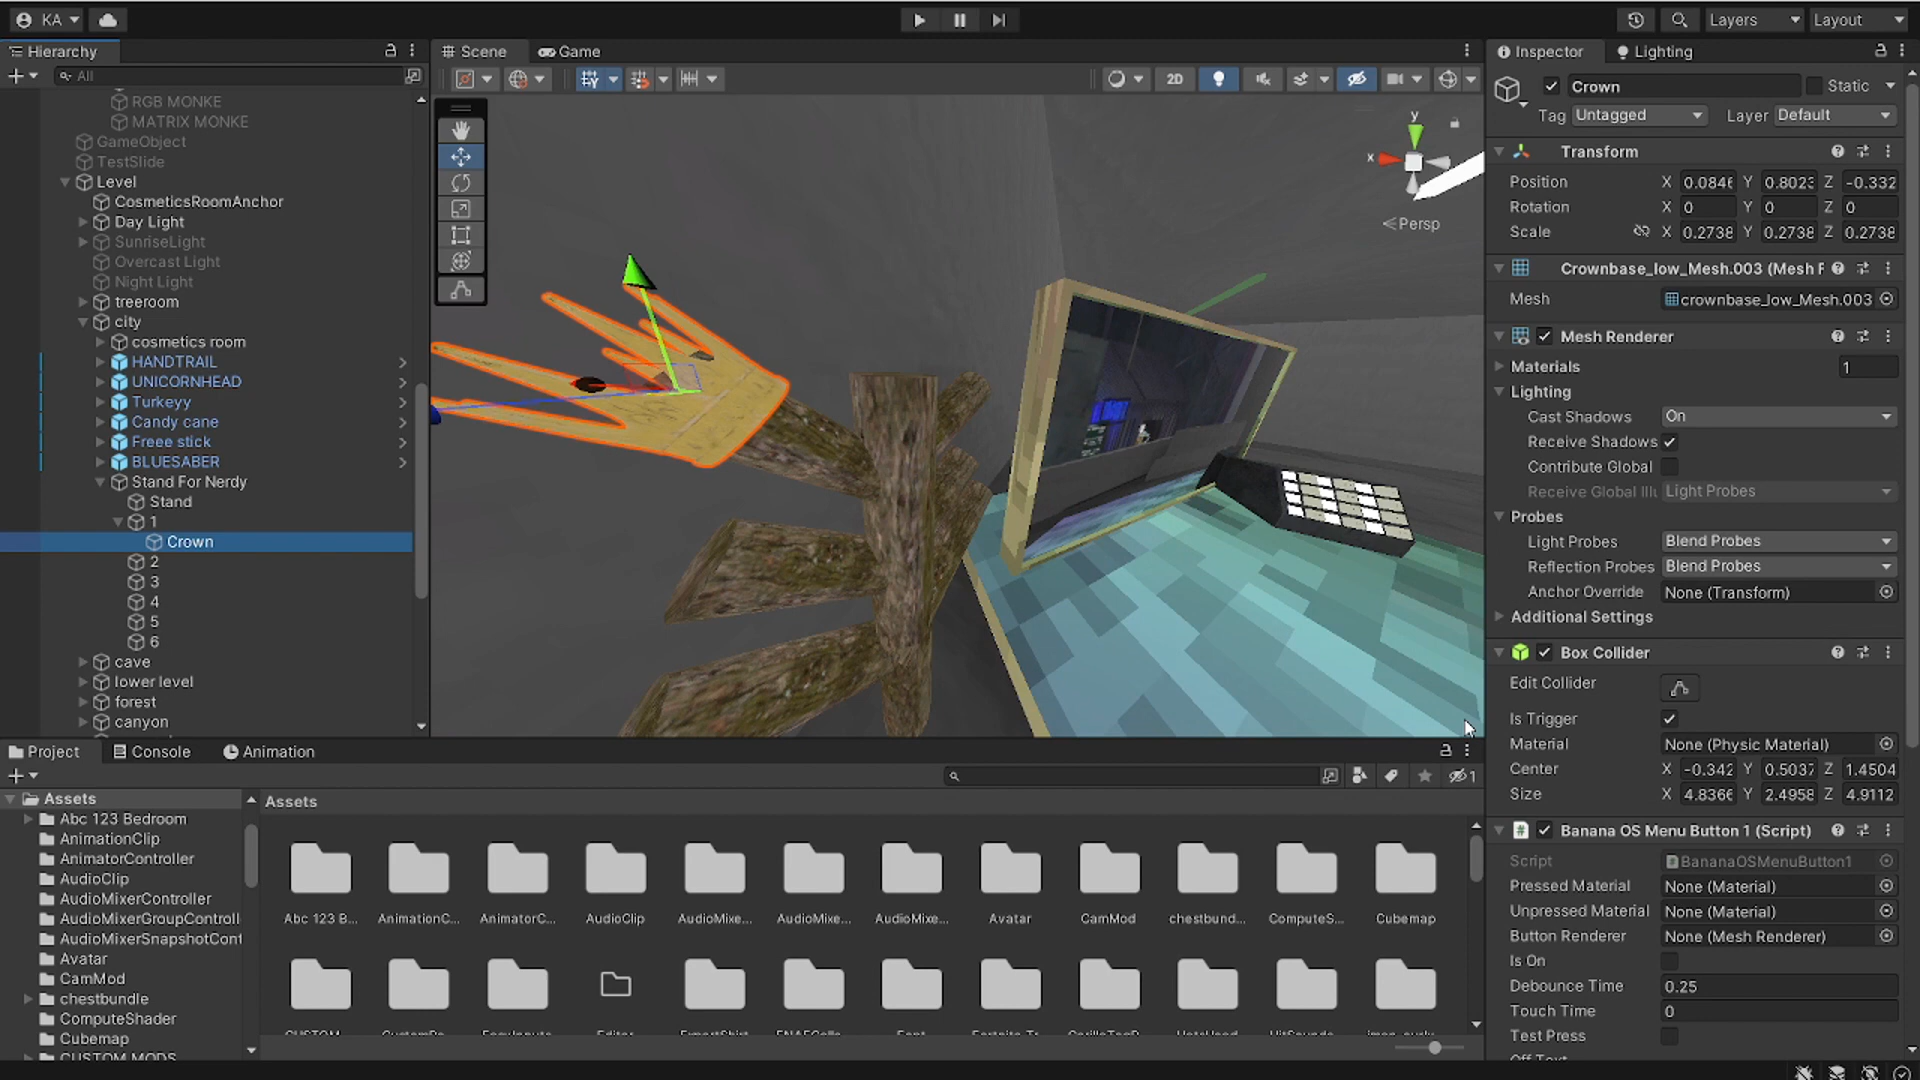 KA
Layers
Layout
Hierarchy
Scene
Game
Inspector
Lighting
All
2D
RGB MONKE
MATRIX MONKE
GameObject
TestSlide
Level
CosmeticsRoomAnchor
Day Light
SunriseLight
Overcast Light
Night Light
treeroom
city
cosmetics room
HANDTRAIL
UNICORNHEAD
Turkeyy
Candy cane
Freee stick
BLUESABER
Stand For Nerdy
Stand
1
Crown
2
3
4
5
6
cave
lower level
forest
canyon
y
x
Persp
Crown
Static
Tag Untagged
Layer Default
Transform
Position X 0.0846 Y 0.8023 Z -0.332
Rotation X 0 Y 0 Z 0
Scale X 0.2738 Y 0.2738 Z 0.2738
Crownbase_low_Mesh.003 (Mesh F
Mesh crownbase_low_Mesh.003
Mesh Renderer
Materials 1
Lighting
Cast Shadows On
Receive Shadows
Contribute Global
Receive Global Illu Light Probes
Probes
Light Probes Blend Probes
Reflection Probes Blend Probes
Anchor Override None (Transform)
Additional Settings
Box Collider
Edit Collider
Is Trigger
Material None (Physic Material)
Center X -0.342 Y 0.5037 Z 1.4504
Size X 4.8366 Y 2.4958 Z 4.9112
Banana OS Menu Button 1 (Script)
Script BananaOSMenuButton1
Pressed Material None (Material)
Unpressed Material None (Material)
Button Renderer None (Mesh Renderer)
Is On
Debounce Time 0.25
Touch Time 0
Test Press
Off Text
Project
Console
Animation
1
Assets
Abc 123 Bedroom
AnimationClip
AnimatorController
AudioClip
AudioMixerController
AudioMixerGroupControll
AudioMixerSnapshotCont
Avatar
CamMod
chestbundle
ComputeShader
Cubemap
CUSTOM MODS
Assets
Abc 123 B...
AnimationC...
AnimatorC...
AudioClip
AudioMixe...
AudioMixe...
AudioMixe...
Avatar
CamMod
chestbund...
ComputeS...
Cubemap
Editor